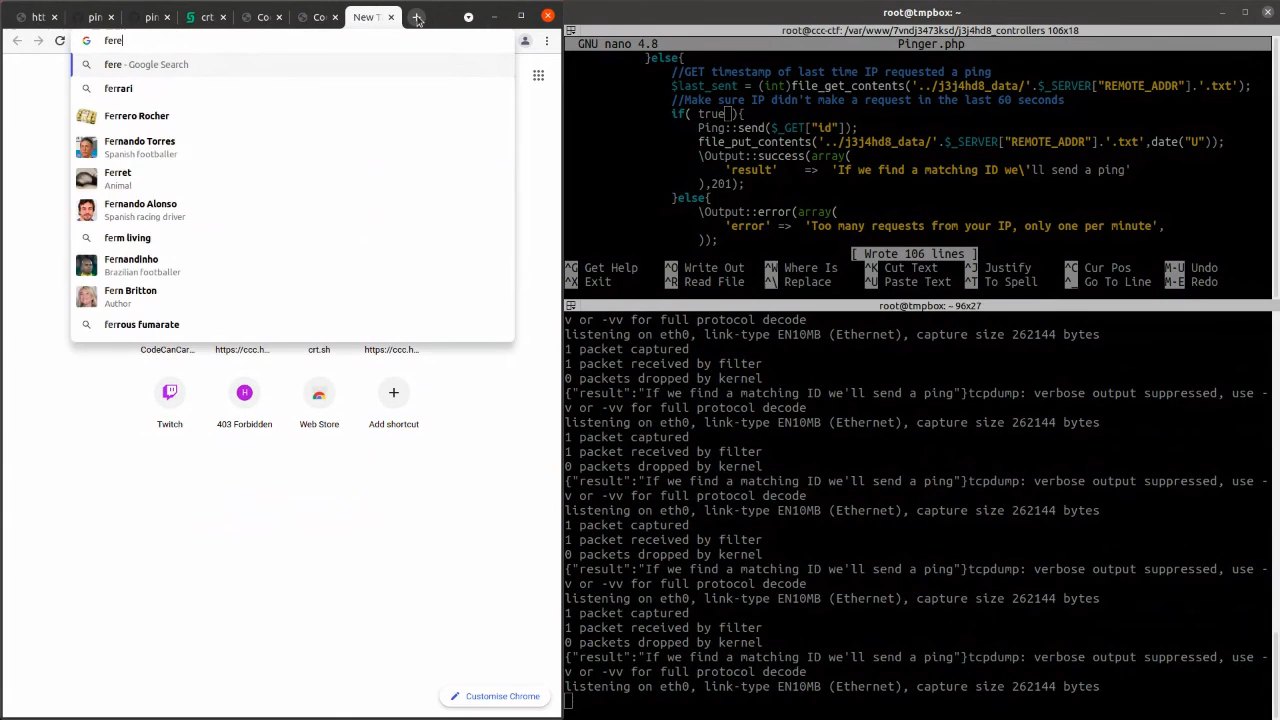 htt
pin
crt
Co
Co
New T
fere
fere - Google Search
ferrari
Ferrero Rocher
Fernando Torres
Spanish footballer
Ferret
Animal
Fernando Alonso
Spanish racing driver
ferm living
Fernandinho
Brazilian footballer
Fern Britton
Author
ferrous fumarate
CodeCanCar...
https://ccc.h...
crt.sh
https://ccc.h...
Twitch
H
403 Forbidden
Web Store
Add shortcut
Customise Chrome
root@tmpbox: ~
root@ccc-ctf: /var/www/7vndj3473ksd/j3j4hd8_controllers 106x18
GNU nano 4.8 Pinger.php
}else{
//GET timestamp of last time IP requested a ping
$last_sent = (int)file_get_contents('../j3j4hd8_data/'.$_SERVER["REMOTE_ADDR"].'.txt');
//Make sure IP didn't make a request in the last 60 seconds
if( true){
Ping::send($_GET["id"]);
file_put_contents('../j3j4hd8_data/'.$_SERVER["REMOTE_ADDR"].'.txt',date("U"));
\Output::success(array(
'result' => 'If we find a matching ID we\'ll send a ping'
),201);
}else{
\Output::error(array(
'error' => 'Too many requests from your IP, only one per minute',
));
[ Wrote 106 lines ]
^G Get Help ^O Write Out ^W Where Is ^K Cut Text ^J Justify ^C Cur Pos M-U Undo
^X Exit ^R Read File ^\ Replace ^U Paste Text ^T To Spell ^_ Go To Line M-E Redo
root@tmpbox: ~ 96x27
v or -vv for full protocol decode
listening on eth0, link-type EN10MB (Ethernet), capture size 262144 bytes
1 packet captured
1 packet received by filter
0 packets dropped by kernel
{"result":"If we find a matching ID we'll send a ping"}tcpdump: verbose output suppressed, use -
v or -vv for full protocol decode
listening on eth0, link-type EN10MB (Ethernet), capture size 262144 bytes
1 packet captured
1 packet received by filter
0 packets dropped by kernel
{"result":"If we find a matching ID we'll send a ping"}tcpdump: verbose output suppressed, use -
v or -vv for full protocol decode
listening on eth0, link-type EN10MB (Ethernet), capture size 262144 bytes
1 packet captured
1 packet received by filter
0 packets dropped by kernel
{"result":"If we find a matching ID we'll send a ping"}tcpdump: verbose output suppressed, use -
v or -vv for full protocol decode
listening on eth0, link-type EN10MB (Ethernet), capture size 262144 bytes
1 packet captured
1 packet received by filter
0 packets dropped by kernel
{"result":"If we find a matching ID we'll send a ping"}tcpdump: verbose output suppressed, use -
v or -vv for full protocol decode
listening on eth0, link-type EN10MB (Ethernet), capture size 262144 bytes